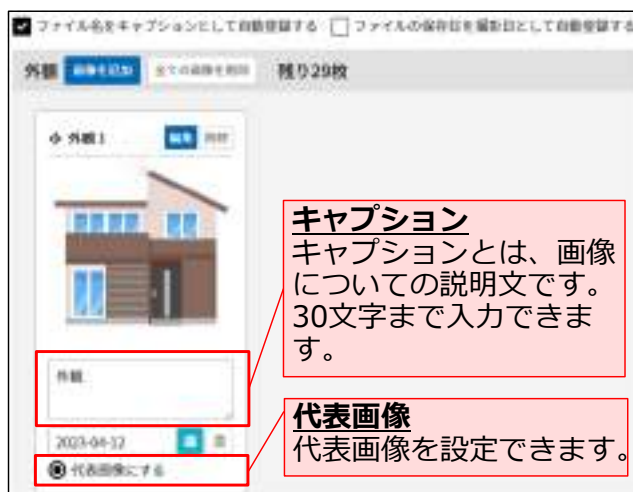 ファイル名をキャプションとして自動登録する ファイルの保存日を撮影日として自動登録する
外観 画像を追加 全ての画像を削除 残り29枚
外観1 編集 削除
キャプション
キャプションとは、画像
についての説明文です。
30文字まで入力できま
す。
外観
代表画像
代表画像を設定できます。
2023-04-12
代表画像にする